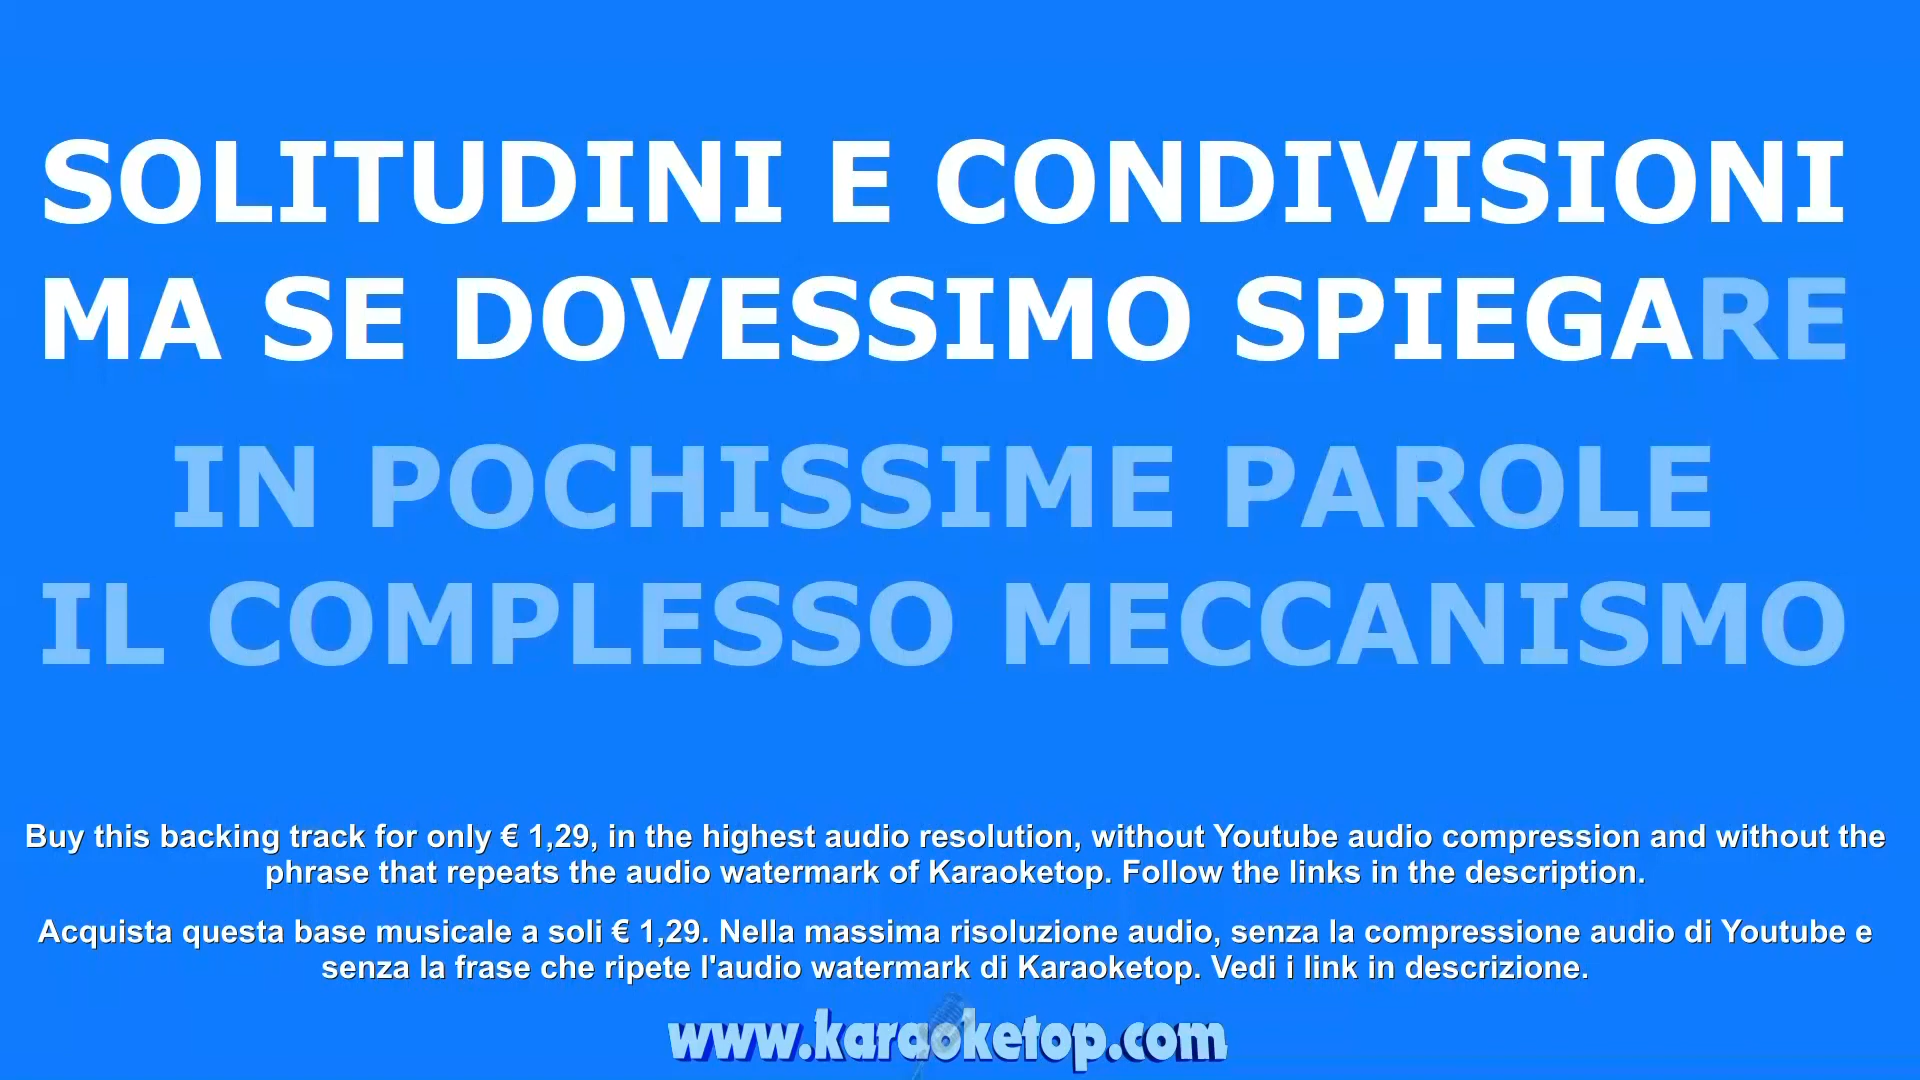 SOLITUDINI E CONDIVISIONI
MA SE DOVESSIMO SPIEGARE
IN POCHISSIME PAROLE
IL COMPLESSO MECCANISMO
Buy this backing track for only € 1,29, in the highest audio resolution, without Youtube audio compression and without the
phrase that repeats the audio watermark of Karaoketop. Follow the links in the description.
Acquista questa base musicale a soli € 1,29. Nella massima risoluzione audio, senza la compressione audio di Youtube e
senza la frase che ripete l'audio watermark di Karaoketop. Vedi i link in descrizione.
www.karaoketop.com